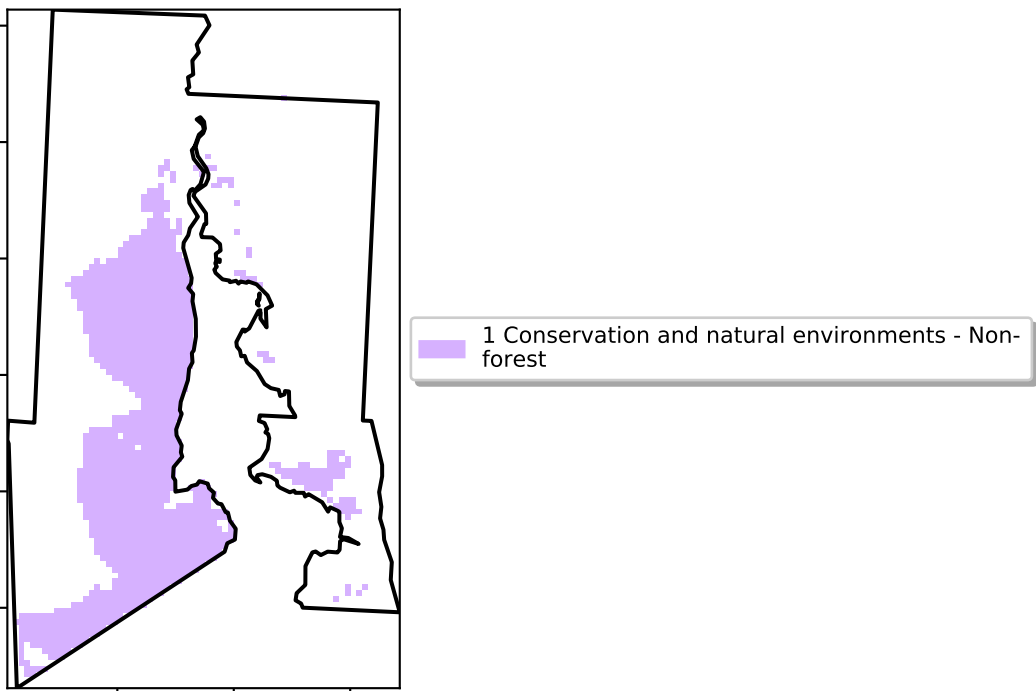 1 Conservation and natural environments - Non-
forest